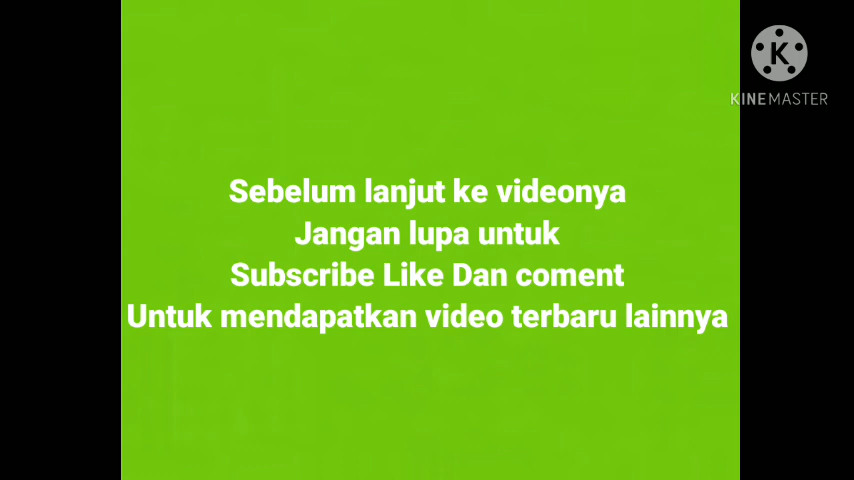 K
KINEMASTER
Sebelum lanjut ke videonya
Jangan lupa untuk
Subscribe Like Dan coment
Untuk mendapatkan video terbaru lainnya